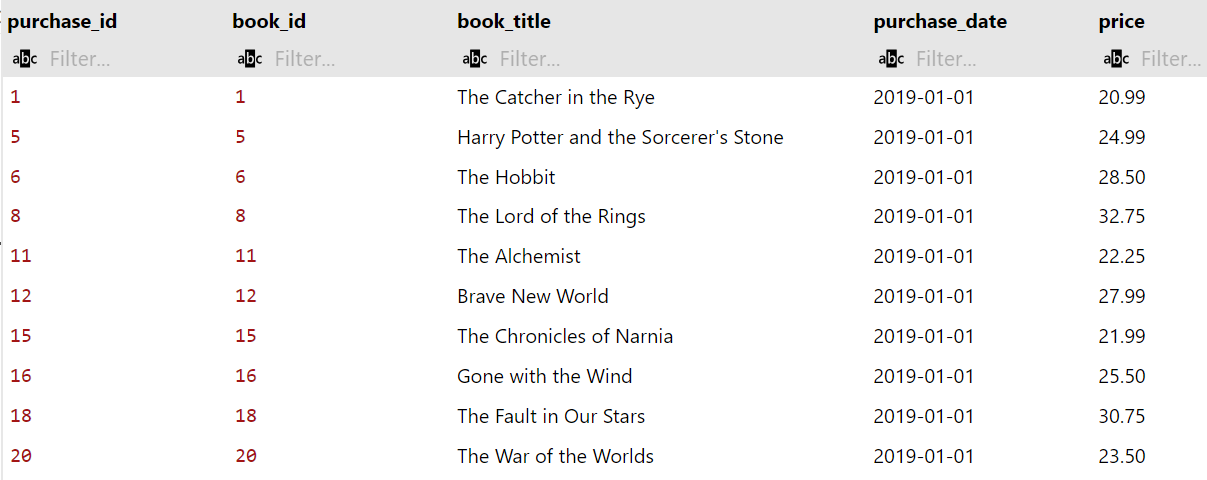 purchase_id book_id book_title purchase_date price
abc Filter... abc Filter... abc Filter... abc Filter... abc Filter...
1 1 The Catcher in the Rye 2019-01-01 20.99
5 5 Harry Potter and the Sorcerer's Stone 2019-01-01 24.99
6 6 The Hobbit 2019-01-01 28.50
8 8 The Lord of the Rings 2019-01-01 32.75
11 11 The Alchemist 2019-01-01 22.25
12 12 Brave New World 2019-01-01 27.99
15 15 The Chronicles of Narnia 2019-01-01 21.99
16 16 Gone with the Wind 2019-01-01 25.50
18 18 The Fault in Our Stars 2019-01-01 30.75
20 20 The War of the Worlds 2019-01-01 23.50